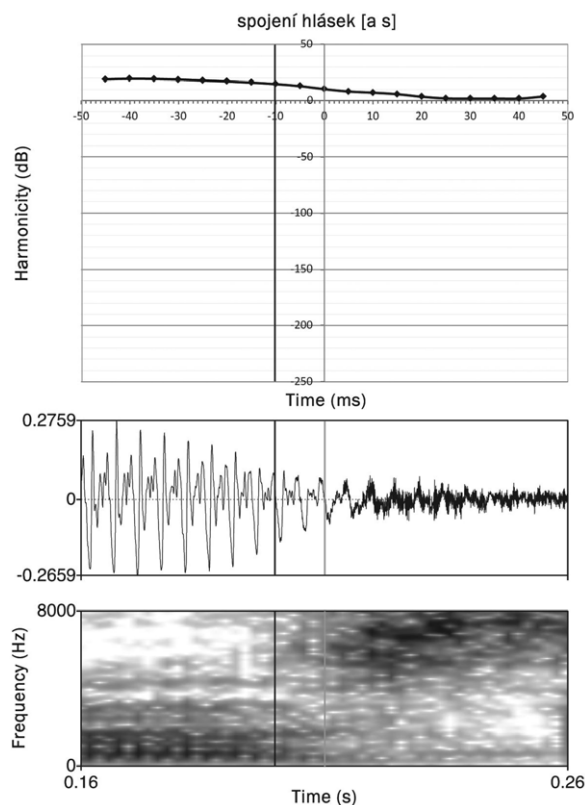 spojení hlásek [a s]
50
0
-50 -40 -30 -20 -10 0 10 20 30 40 50
-50
-100
-150
-200
-250
Harmonicity (dB)
Time (ms)
0.2759
0
-0.2659
8000
Frequency (Hz)
0
0.16 0.26
Time (s)